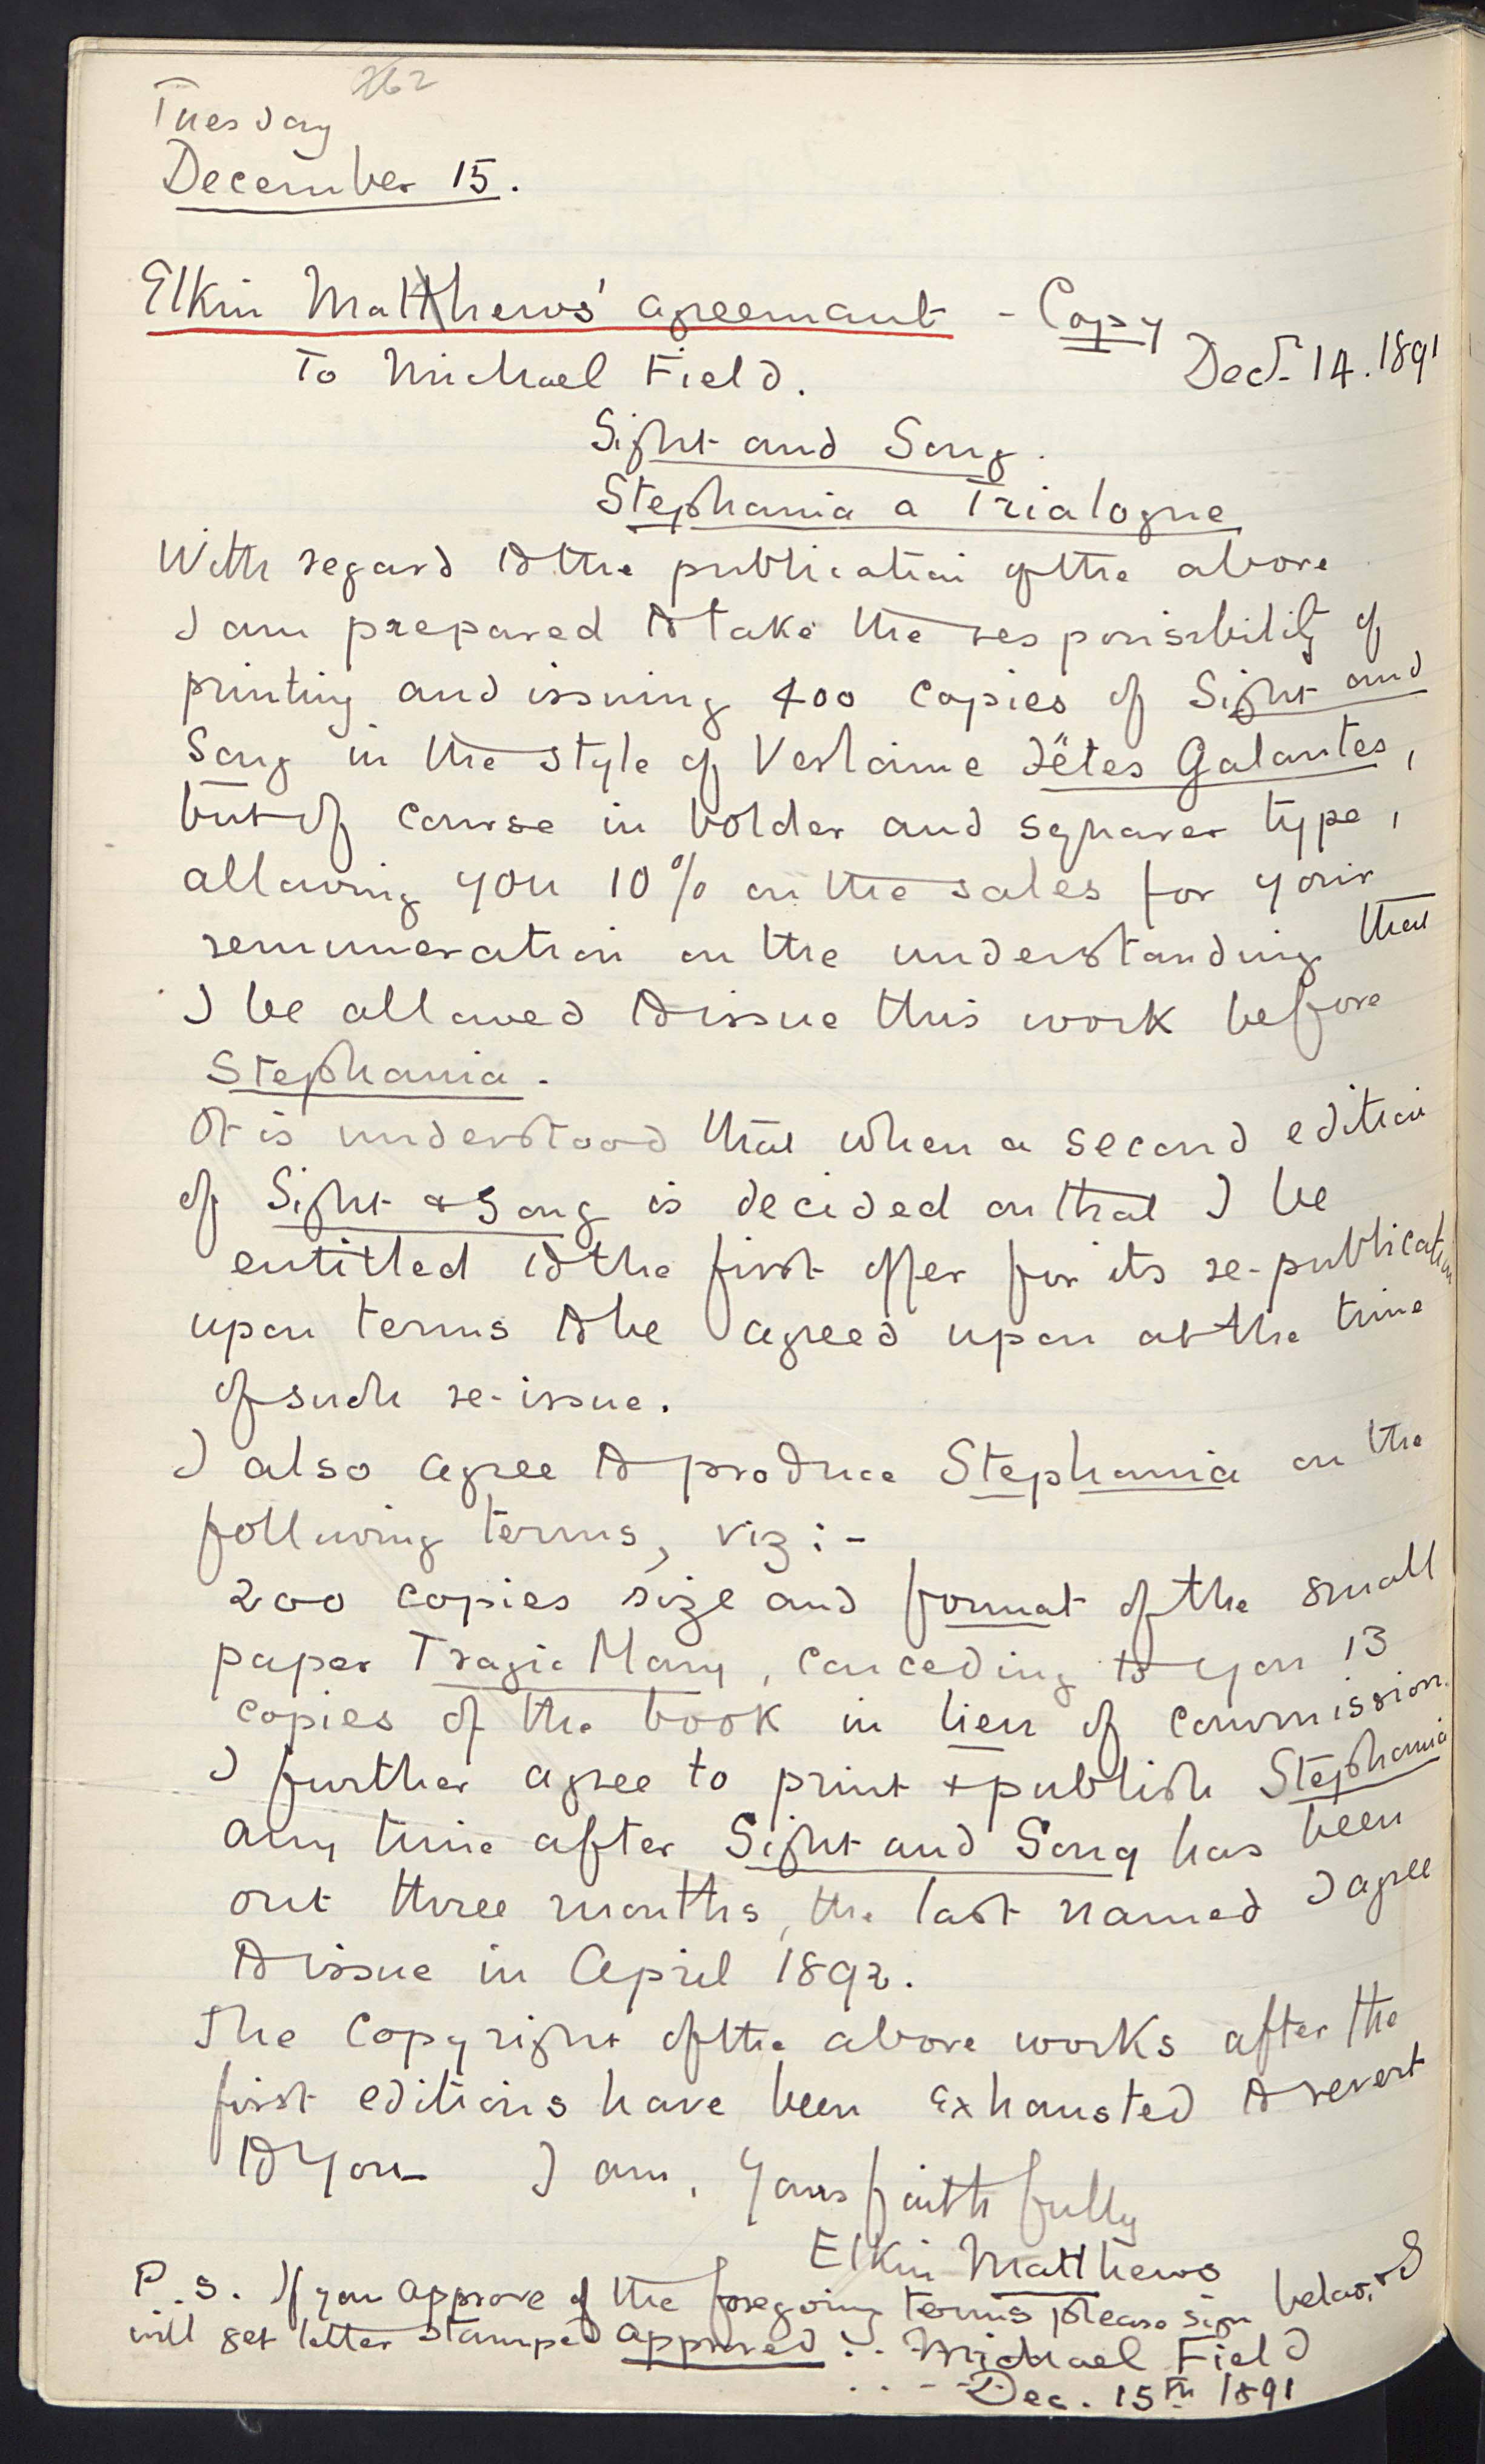 262
Tuesday
December 15.
Elkin Matthews' agreemant - Copy
To Michael Field.
Decr. 14. 1891
Sight and Song.
Stephania a Trialogue
With regard to the publication of the above
I am prepared to take the responsibility of
printing and issuing 400 copies of Sight and
Song in the style of Verlaine Fêtes Galantes,
but of course in bolder and squarer type,
allowing you 10% on the sales for your
remuneration on the understanding that
I be allowed to issue this work before
Stephania.
It is understood that when a second edition
of Sight & Song is decided on that I be
entitled to the first offer for its re-publication
upon terms to be agreed upon at the time
of such re-issue.
I also agree to produce Stephania on the
following terms, viz :-
200 copies size and format of the small
paper Tragic Mary, conceding to you 13
copies of the book in lieu of commission.
I further agree to print & publish Stephania
any time after Sight and Song has been
out three months, the last named I agree
to issue in April 1892.
The Copyright of the above works after the
first editions have been exhausted to revert
to you - I am, Yours faithfully
Elkin Matthews
P.S. If you approve of the foregoing terms please sign below, & I
will get letter stamped approved :. . Michael Field
. . - - Dec. 15th 1891